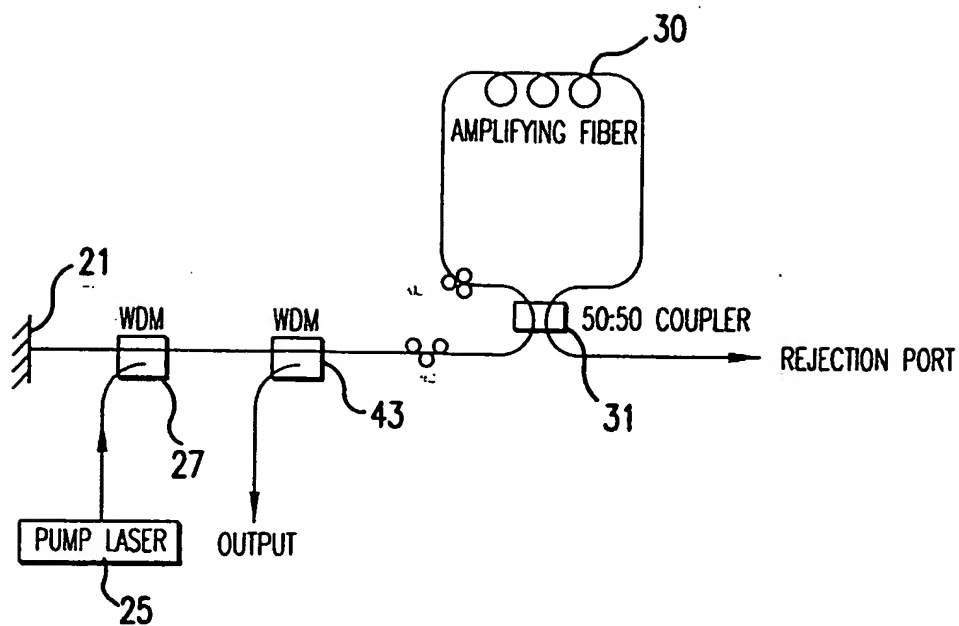 30
AMPLIFYING FIBER
21
WDM
WDM
50:50 COUPLER
REJECTION PORT
43
31
27
PUMP LASER
OUTPUT
25